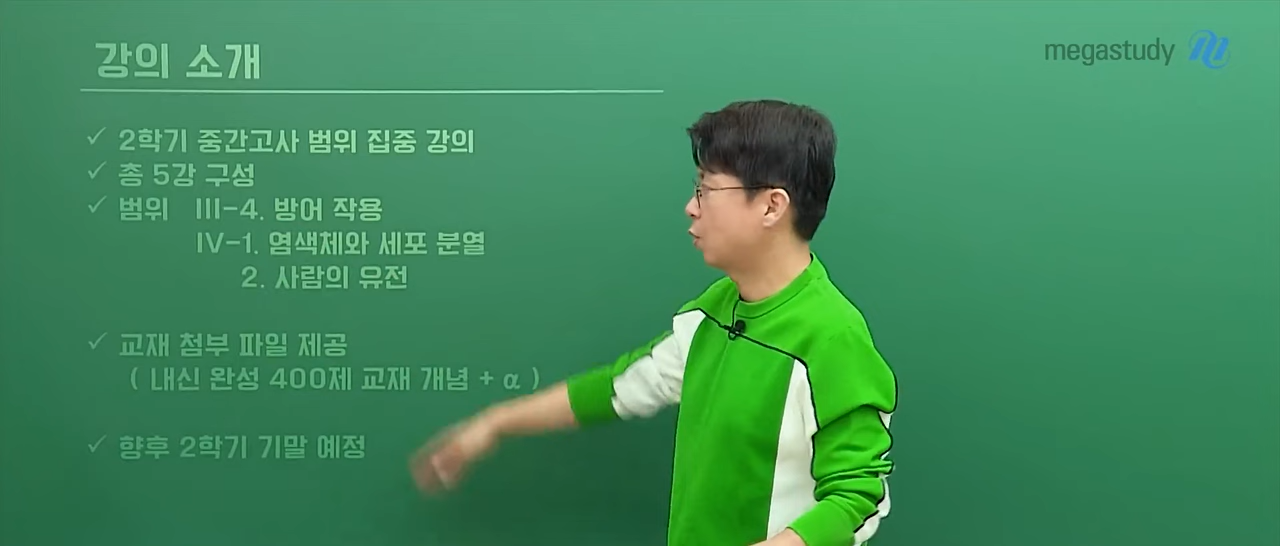 강의 소개
megastudy
✓ 2학기 중간고사 범위 집중 강의
✓ 총 5강 구성
✓ 범위 III-4. 방어 작용
IV-1. 염색체와 세포 분열
2. 사람의 유전
✓ 교재 첨부 파일 제공
( 내신 완성 400제 교재 개념 + α )
✓ 향후 2학기 기말 예정